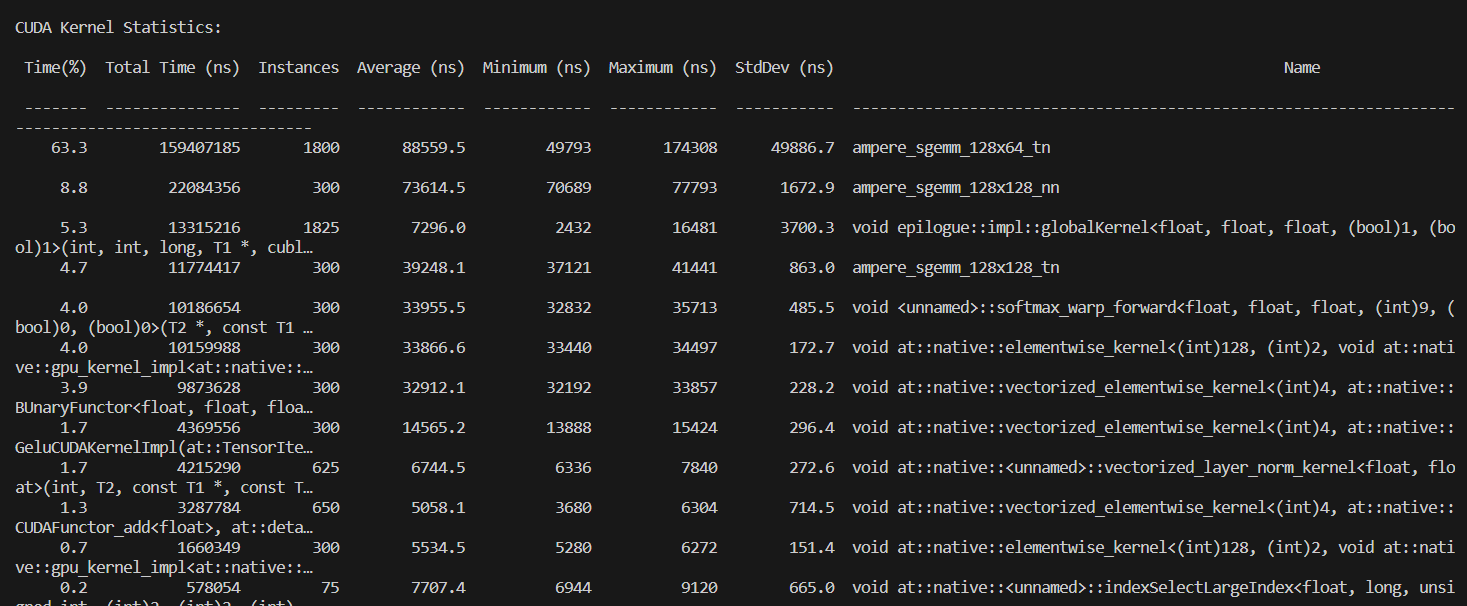 CUDA Kernel Statistics:
Time(%) Total Time (ns) Instances Average (ns) Minimum (ns) Maximum (ns) StdDev (ns) Name
------- --------------- --------- ------------ ------------ ------------ ----------- -------------------------------------------------------------------
---------------------------------
63.3 159407185 1800 88559.5 49793 174308 49886.7 ampere_sgemm_128x64_tn
8.8 22084356 300 73614.5 70689 77793 1672.9 ampere_sgemm_128x128_nn
5.3 13315216 1825 7296.0 2432 16481 3700.3 void epilogue::impl::globalKernel<float, float, float, (bool)1, (bo
ol)1>(int, int, long, T1 *, cubl…
4.7 11774417 300 39248.1 37121 41441 863.0 ampere_sgemm_128x128_tn
4.0 10186654 300 33955.5 32832 35713 485.5 void <unnamed>::softmax_warp_forward<float, float, float, (int)9, (
bool)0, (bool)0>(T2 *, const T1 …
4.0 10159988 300 33866.6 33440 34497 172.7 void at::native::elementwise_kernel<(int)128, (int)2, void at::nati
ve::gpu_kernel_impl<at::native::…
3.9 9873628 300 32912.1 32192 33857 228.2 void at::native::vectorized_elementwise_kernel<(int)4, at::native::
BUnaryFunctor<float, float, floa…
1.7 4369556 300 14565.2 13888 15424 296.4 void at::native::vectorized_elementwise_kernel<(int)4, at::native::
GeluCUDAKernelImpl(at::TensorIte…
1.7 4215290 625 6744.5 6336 7840 272.6 void at::native::<unnamed>::vectorized_layer_norm_kernel<float, flo
at>(int, T2, const T1 *, const T…
1.3 3287784 650 5058.1 3680 6304 714.5 void at::native::vectorized_elementwise_kernel<(int)4, at::native::
CUDAFunctor_add<float>, at::deta…
0.7 1660349 300 5534.5 5280 6272 151.4 void at::native::elementwise_kernel<(int)128, (int)2, void at::nati
ve::gpu_kernel_impl<at::native::…
0.2 578054 75 7707.4 6944 9120 665.0 void at::native::<unnamed>::indexSelectLargeIndex<float, long, unsi